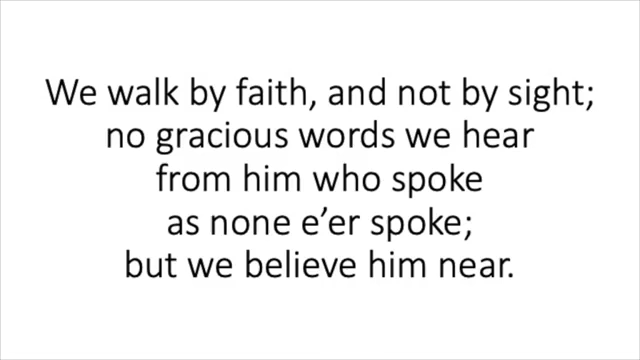 We walk by faith, and not by sight;
no gracious words we hear
from him who spoke
as none e’er spoke;
but we believe him near.